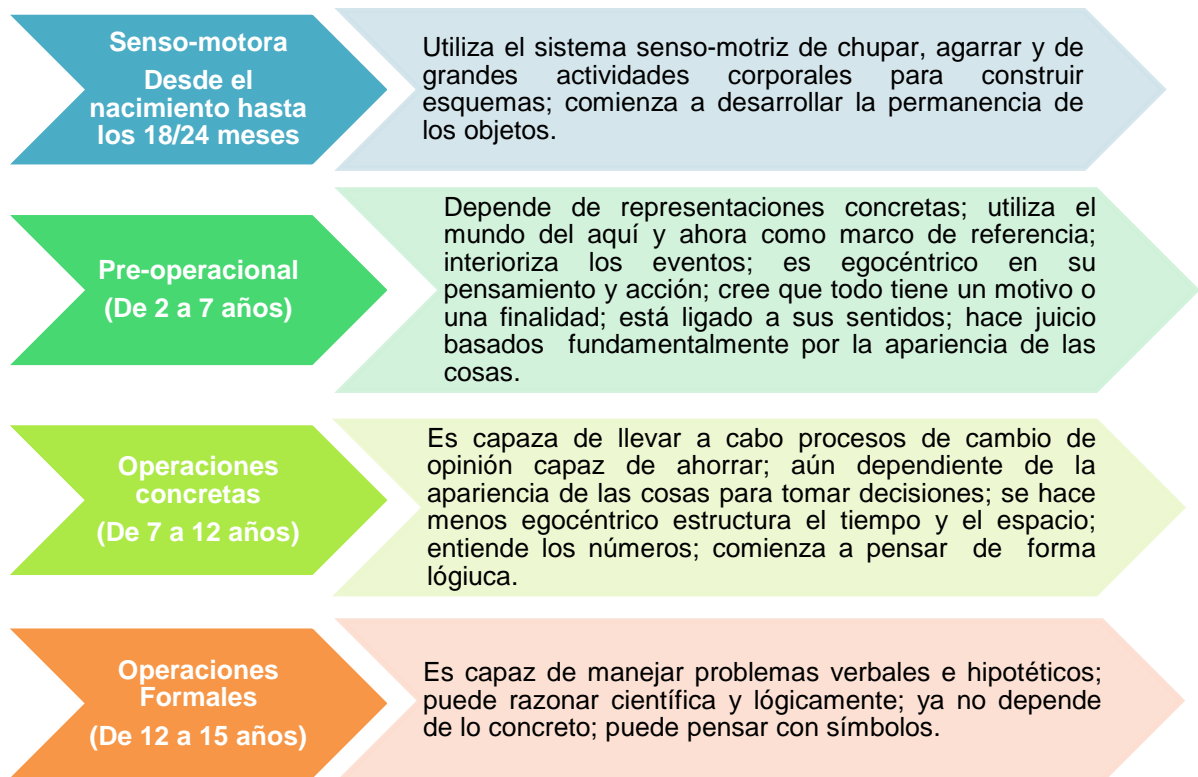 Senso-motora
Desde el
nacimiento hasta
los 18/24 meses
Utiliza el sistema senso-motriz de chupar, agarrar y de
grandes actividades corporales para construir
esquemas; comienza a desarrollar la permanencia de
los objetos.
Pre-operacional
(De 2 a 7 años)
Depende de representaciones concretas; utiliza el
mundo del aquí y ahora como marco de referencia;
interioriza los eventos; es egocéntrico en su
pensamiento y acción; cree que todo tiene un motivo o
una finalidad; está ligado a sus sentidos; hace juicio
basados fundamentalmente por la apariencia de las
cosas.
Operaciones
concretas
(De 7 a 12 años)
Es capaza de llevar a cabo procesos de cambio de
opinión capaz de ahorrar; aún dependiente de la
apariencia de las cosas para tomar decisiones; se hace
menos egocéntrico estructura el tiempo y el espacio;
entiende los números; comienza a pensar de forma
lógiuca.
Operaciones
Formales
(De 12 a 15 años)
Es capaz de manejar problemas verbales e hipotéticos;
puede razonar científica y lógicamente; ya no depende
de lo concreto; puede pensar con símbolos.